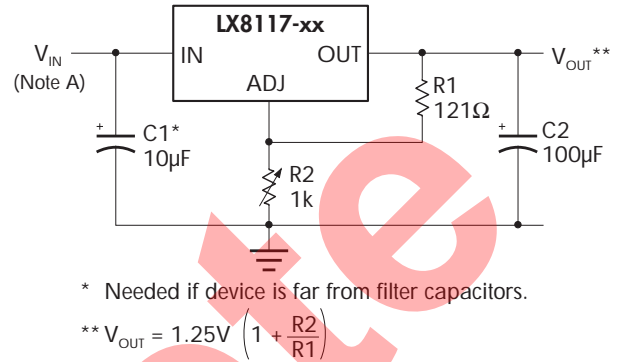 LX8117-xx
V_IN
(Note A)
IN
OUT
ADJ
V_OUT**
R1
121Ω
+
C1*
10µF
R2
1k
+
C2
100µF
* Needed if device is far from filter capacitors.
** V_OUT = 1.25V (1 + R2/R1)